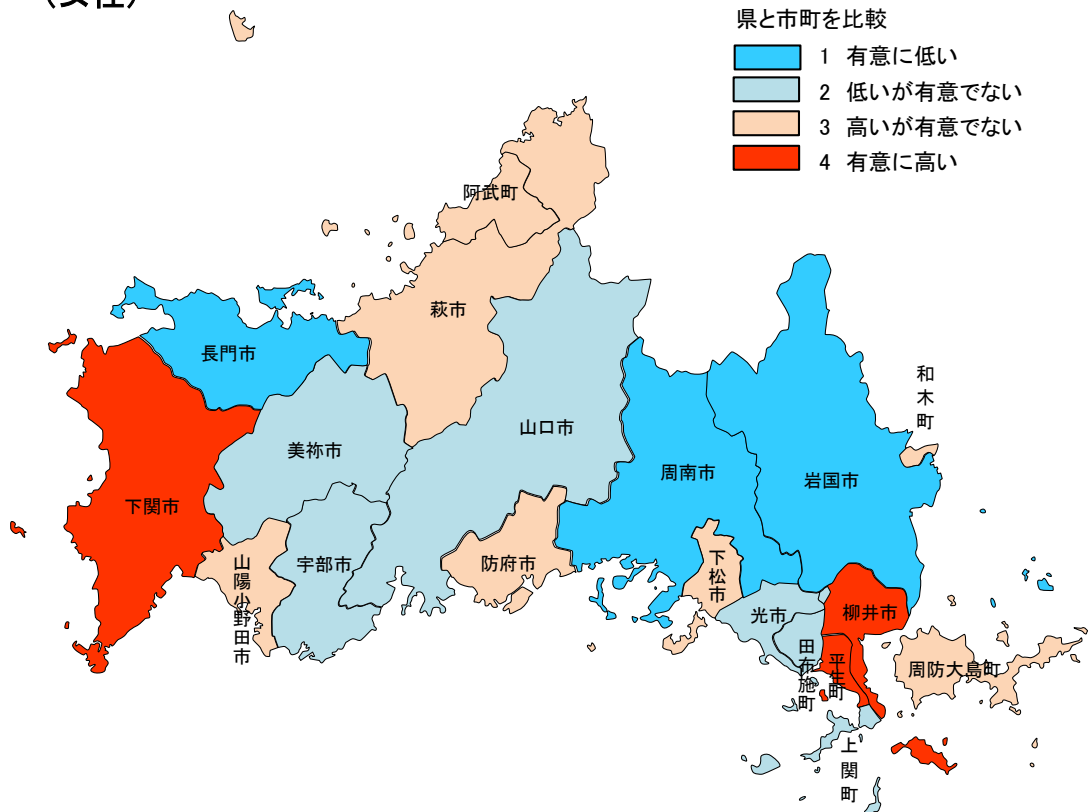 (女性)
県と市町を比較
1 有意に低い
2 低いが有意でない
3 高いが有意でない
4 有意に高い
阿武町
萩市
長門市
和木町
山口市
美祢市
周南市
岩国市
下関市
山陽小野田市
宇部市
防府市
下松市
光市
柳井市
田布施町
平生町
周防大島町
上関町